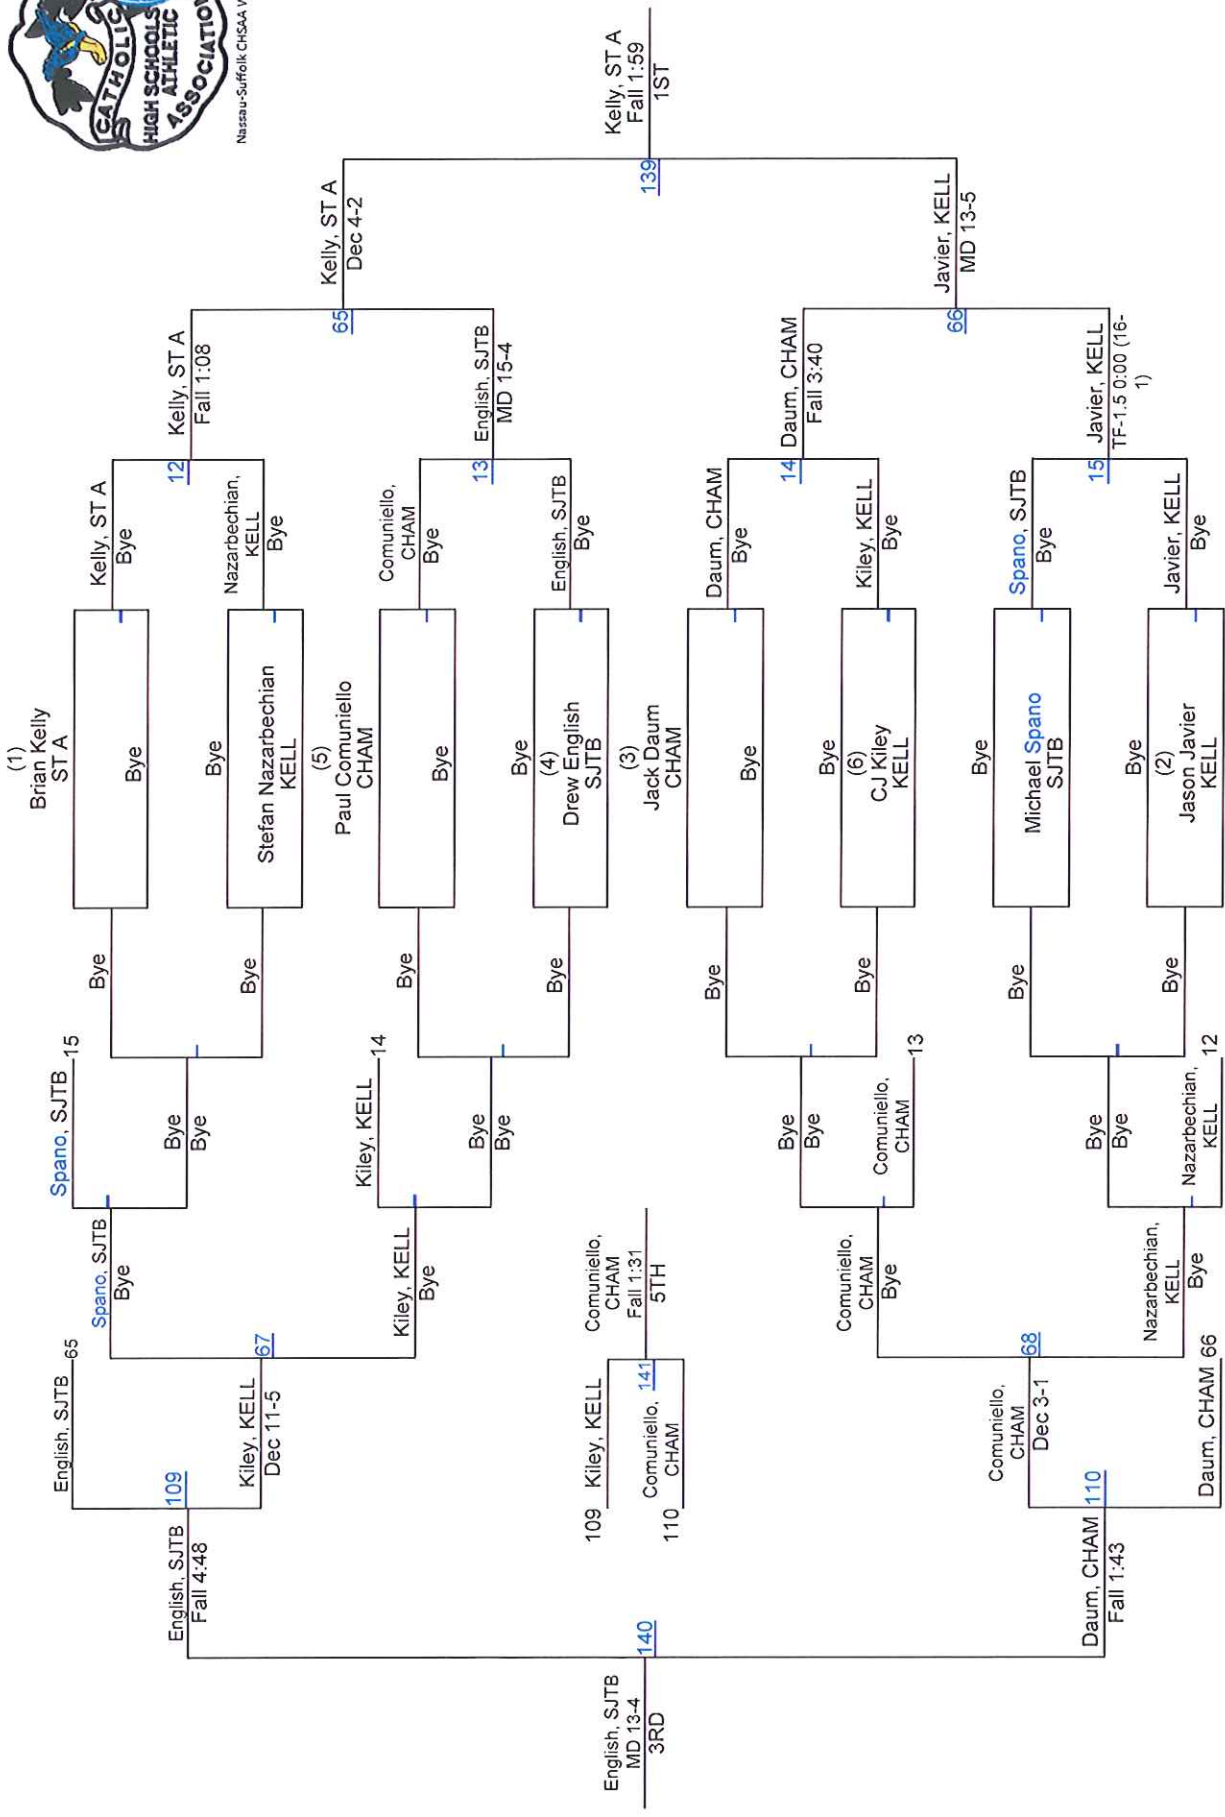 CATHOLIC
HIGH SCHOOLS
ATHLETIC
ASSOCIATION
Nassau-Suffolk CHSAA
(1)
Brian Kelly
ST A
Bye
Bye
Stefan Nazarbechian
KELL
(5)
Paul Comuniello
CHAM
Bye
Bye
(4)
Drew English
SJTB
(3)
Jack Daum
CHAM
Bye
Bye
(6)
CJ Kiley
KELL
Bye
Michael Spano
SJTB
Bye
(2)
Jason Javier
KELL
Kelly, ST A
Bye
Nazarbechian,
KELL
Bye
Comuniello,
CHAM
Bye
English, SJTB
Bye
Daum, CHAM
Bye
Kiley, KELL
Bye
Spano, SJTB
Bye
Javier, KELL
Bye
12
Kelly, ST A
Fall 1:08
13
English, SJTB
MD 15-4
14
Daum, CHAM
Fall 3:40
15
Javier, KELL
TF-1.5 0:00 (16-
1)
65
Kelly, ST A
Dec 4-2
66
Javier, KELL
MD 13-5
139
Kelly, ST A
Fall 1:59
1ST
Bye
Bye
Bye
Bye
Bye
Bye
Bye
Bye
Spano, SJTB 15
Bye
Bye
Kiley, KELL 14
Bye
Bye
Bye
Bye
Comuniello,
CHAM
13
Bye
Bye
Nazarbechian,
KELL
12
Spano, SJTB
Bye
Kiley, KELL
Bye
Comuniello,
CHAM
Bye
Nazarbechian,
KELL
Bye
English, SJTB 65
67
Kiley, KELL
Dec 11-5
68
Comuniello,
CHAM
Dec 3-1
Daum, CHAM 66
109
English, SJTB
Fall 4:48
110
Daum, CHAM
Fall 1:43
140
English, SJTB
MD 13-4
3RD
109 Kiley, KELL
110
Comuniello,
CHAM
141
Comuniello,
CHAM
Fall 1:31
5TH